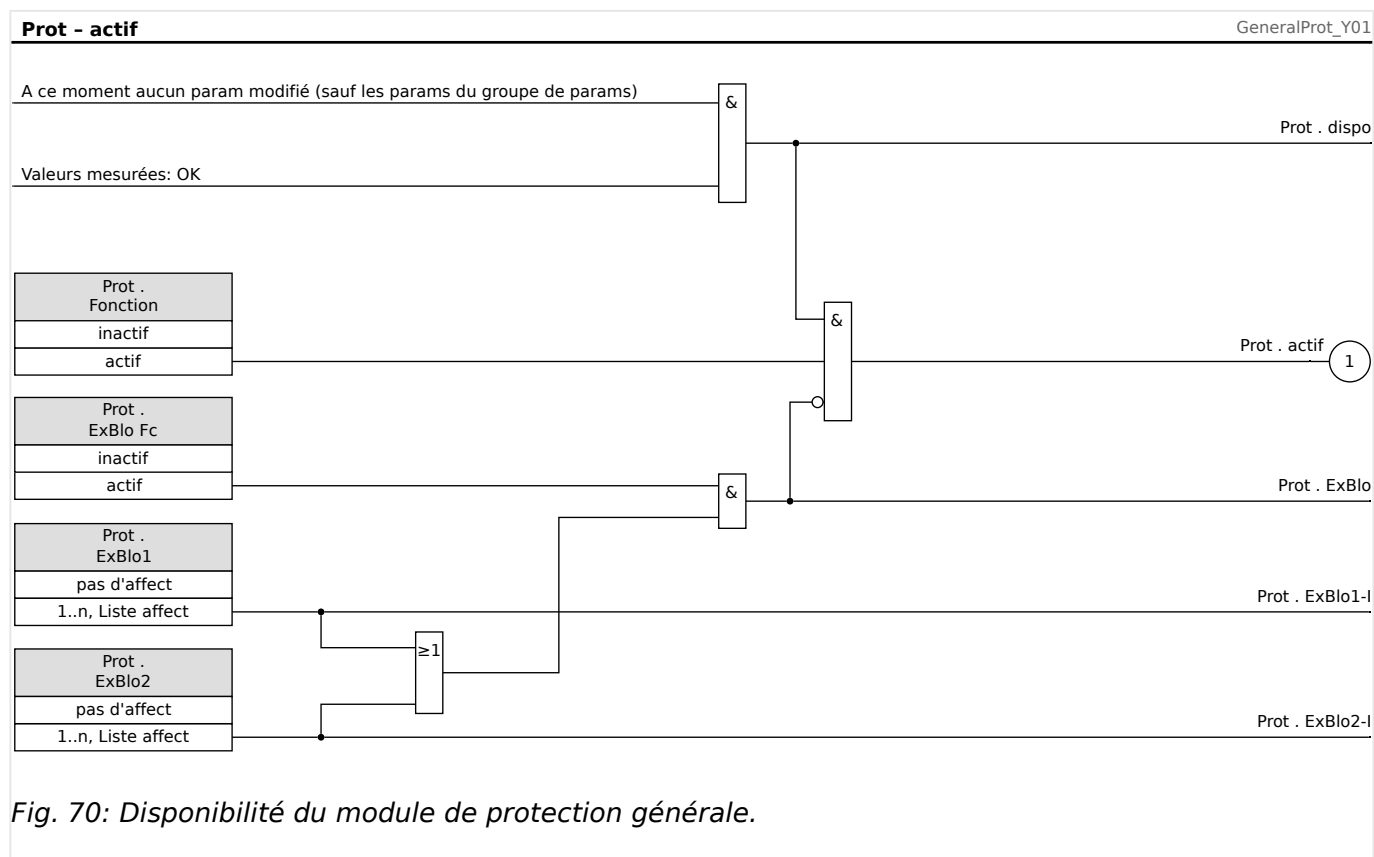 Prot – actif
GeneralProt_Y01
A ce moment aucun param modifié (sauf les params du groupe de params)
&
Prot . dispo
Valeurs mesurées: OK
Prot .
Fonction
inactif
actif
&
Prot . actif
1
Prot .
ExBlo Fc
inactif
actif
&
Prot . ExBlo
Prot .
ExBlo1
pas d'affect
1..n, Liste affect
Prot . ExBlo1-I
≥1
Prot .
ExBlo2
pas d'affect
1..n, Liste affect
Prot . ExBlo2-I
Fig. 70: Disponibilité du module de protection générale.